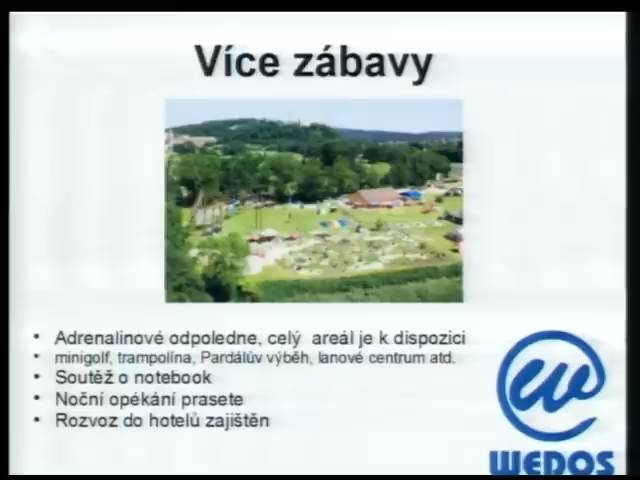 Více zábavy
• Adrenalinové odpoledne, celý areál je k dispozici
• minigolf, trampolína, Pardálův výběh, lanové centrum atd.
• Soutěž o notebook
• Noční opékání prasete
• Rozvoz do hotelů zajištěn
WEDOS